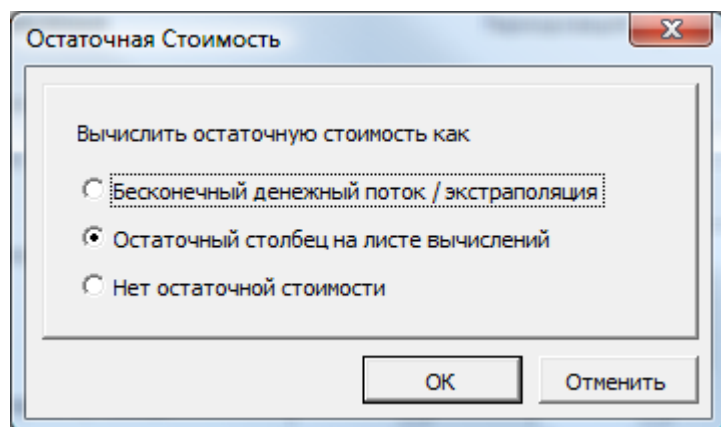 Остаточная Стоимость
Вычислить остаточную стоимость как
Бесконечный денежный поток / экстраполяция
Остаточный столбец на листе вычислений
Нет остаточной стоимости
ОК
Отменить